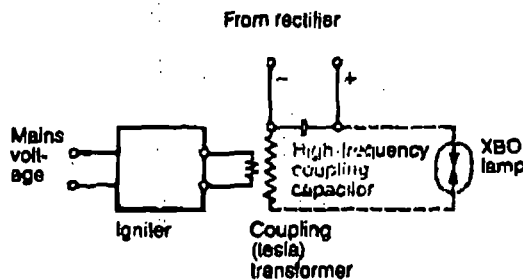 From rectifier
− +
Mains
volt-
age
High-frequency
coupling
capacitor
XBO
lamp
Igniter
Coupling
(tesla)
transformer